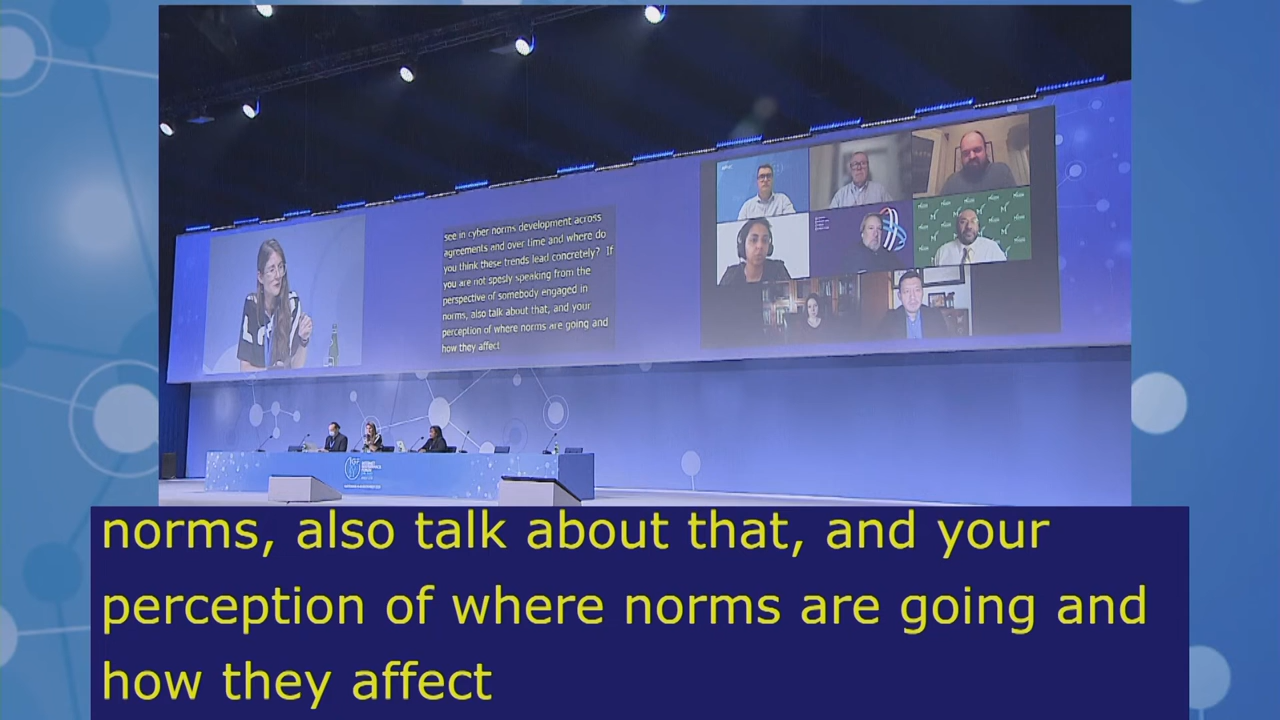 see in cyber norms development across
agreements and over time and where do
you think these trends lead concretely? If
you are not spesly speaking from the
perspective of somebody engaged in
norms, also talk about that, and your
perception of where norms are going and
how they affect
norms, also talk about that, and your
perception of where norms are going and
how they affect